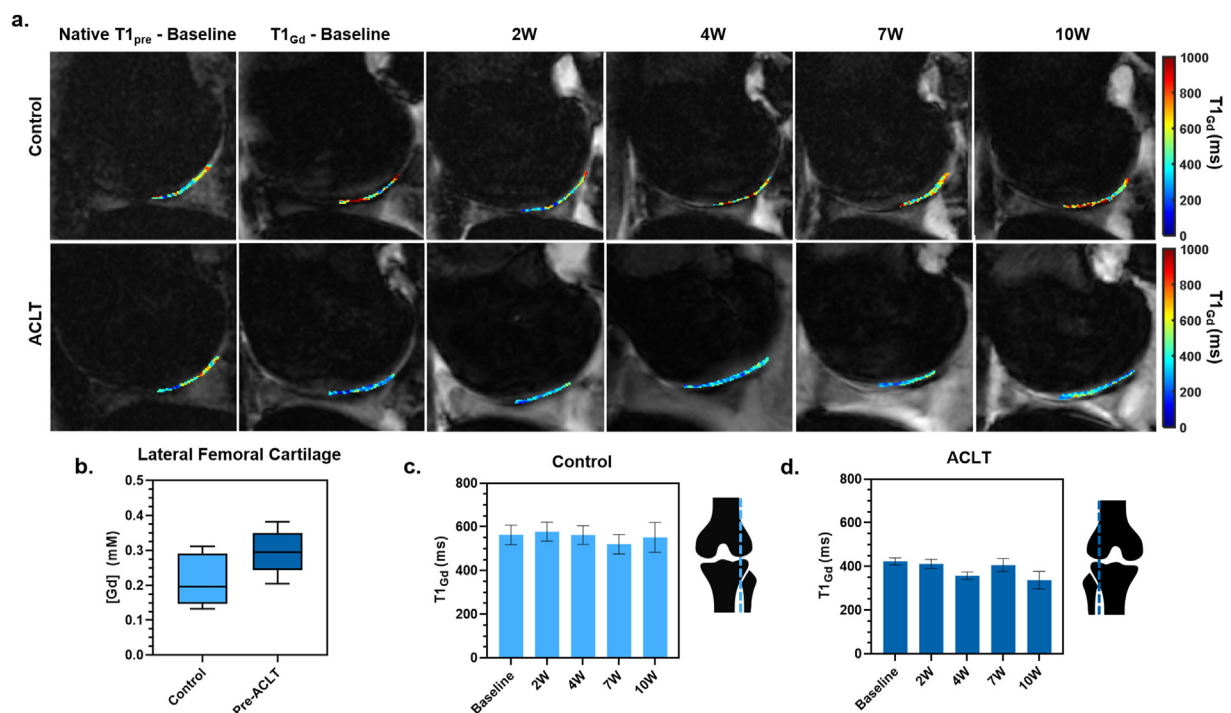 a.
Native T1pre - Baseline
T1Gd - Baseline
2W
4W
7W
10W
Control
1000
800
600
400
200
0
T1Gd (ms)
ACLT
1000
800
600
400
200
0
T1Gd (ms)
b.
Lateral Femoral Cartilage
[Gd] (mM)
0.5
0.4
0.3
0.2
0.1
0.0
Control
Pre-ACLT
c.
Control
T1Gd (ms)
800
600
400
200
0
Baseline
2W
4W
7W
10W
d.
ACLT
T1Gd (ms)
800
600
400
200
0
Baseline
2W
4W
7W
10W